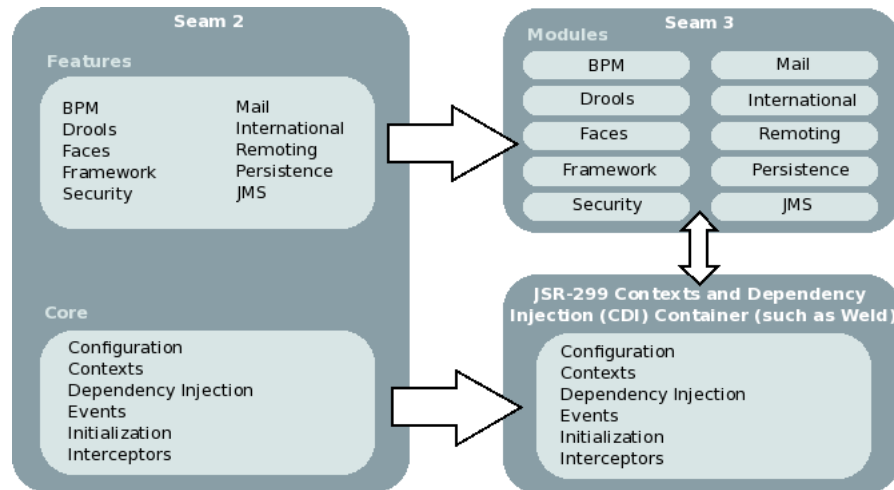 Seam 2
Features
BPM
Drools
Faces
Framework
Security
Mail
International
Remoting
Persistence
JMS
Core
Configuration
Contexts
Dependency Injection
Events
Initialization
Interceptors
Seam 3
Modules
BPM
Drools
Faces
Framework
Security
Mail
International
Remoting
Persistence
JMS
JSR-299 Contexts and Dependency
Injection (CDI) Container (such as Weld)
Configuration
Contexts
Dependency Injection
Events
Initialization
Interceptors